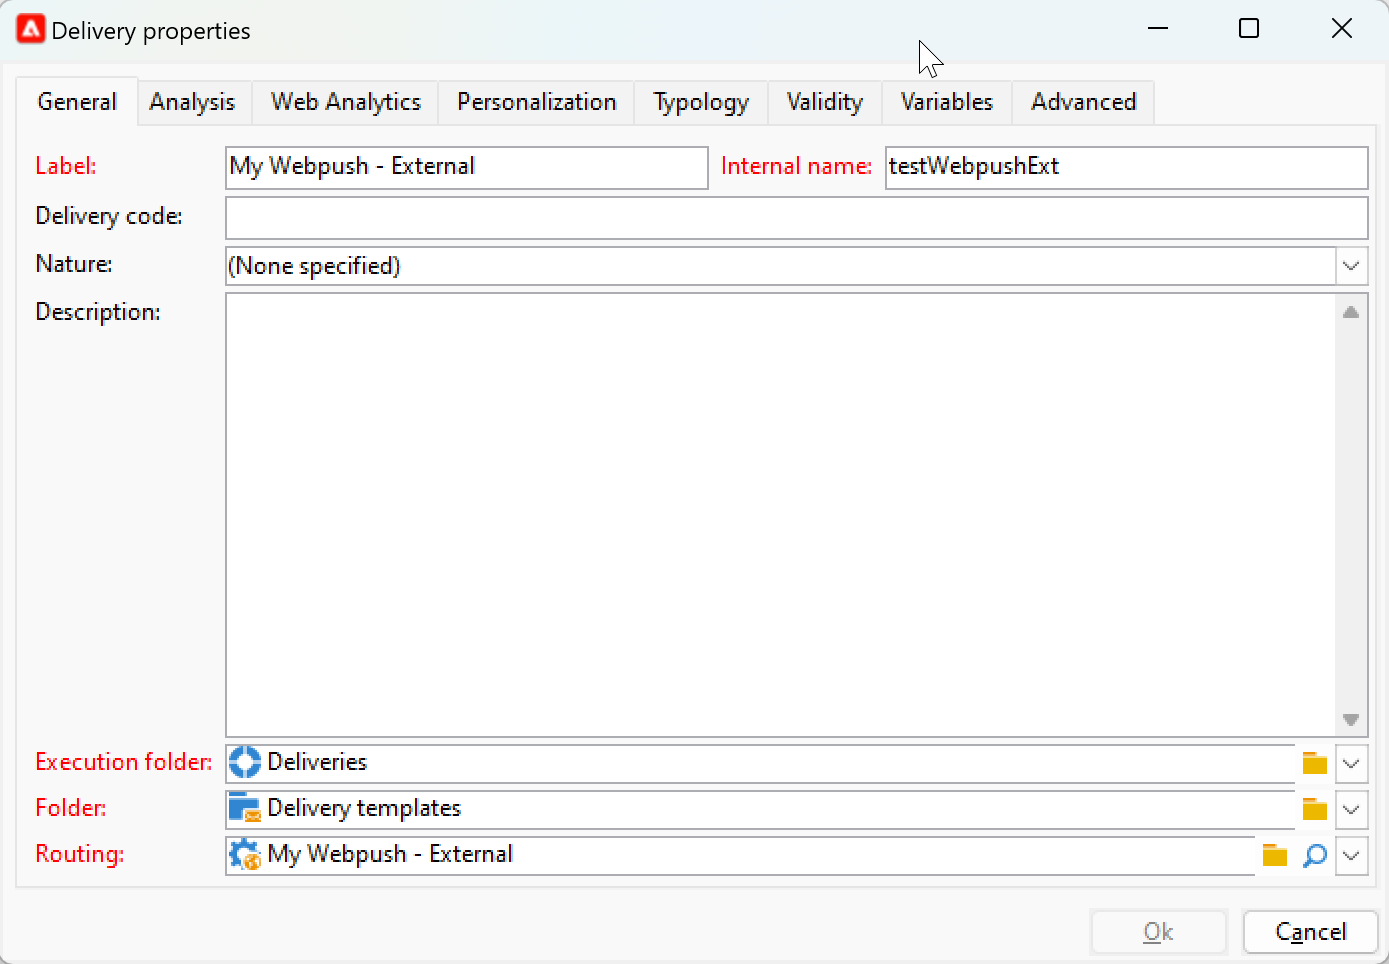 Delivery properties
General Analysis Web Analytics Personalization Typology Validity Variables Advanced
Label: My Webpush - External Internal name: testWebpushExt
Delivery code:
Nature: (None specified)
Description:
Execution folder: Deliveries
Folder: Delivery templates
Routing: My Webpush - External
Ok Cancel